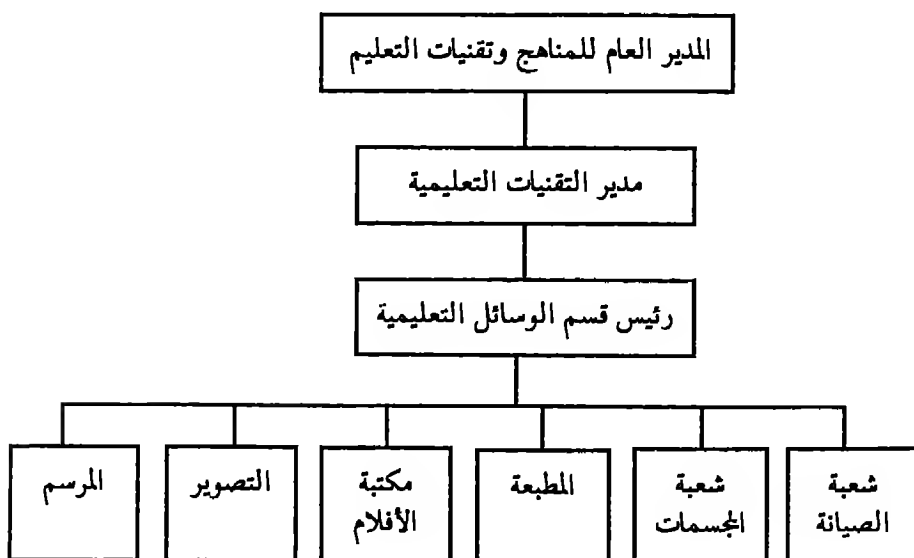 المدير العام للمناهج وتقنيات التعليم
مدير التقنيات التعليمية
رئيس قسم الوسائل التعليمية
شعبة
الصيانة
شعبة
المجسمات
المطبعة
مكتبة
الأفلام
التصوير
المرسم